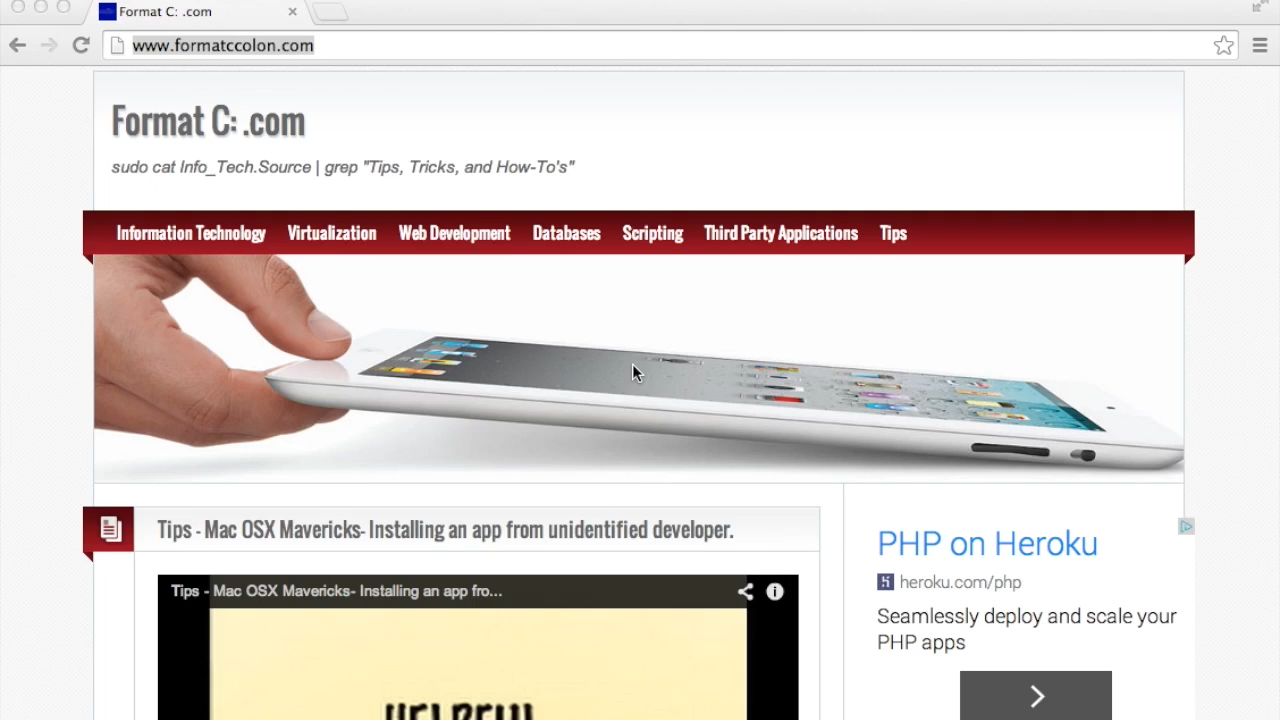 Format C: .com
www.formatccolon.com
Format C: .com
sudo cat Info_Tech.Source | grep "Tips, Tricks, and How-To's"
Information Technology Virtualization Web Development Databases Scripting Third Party Applications Tips
Tips - Mac OSX Mavericks- Installing an app from unidentified developer.
Tips - Mac OSX Mavericks- Installing an app fro...
HELPFUL
PHP on Heroku
heroku.com/php
Seamlessly deploy and scale your
PHP apps